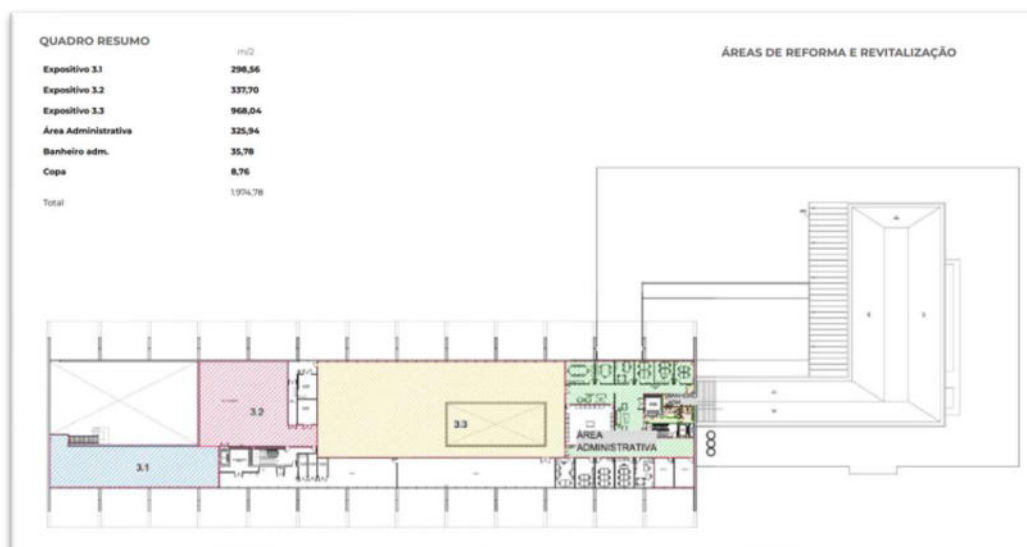 QUADRO RESUMO
m/2
ÁREAS DE REFORMA E REVITALIZAÇÃO
Expositivo 3.1 298,56
Expositivo 3.2 337,70
Expositivo 3.3 968,04
Área Administrativa 325,94
Banheiro adm. 35,78
Copa 8,76
Total 1.974,78
3.2
3.3
ÁREA
ADMINISTRATIVA
3.1